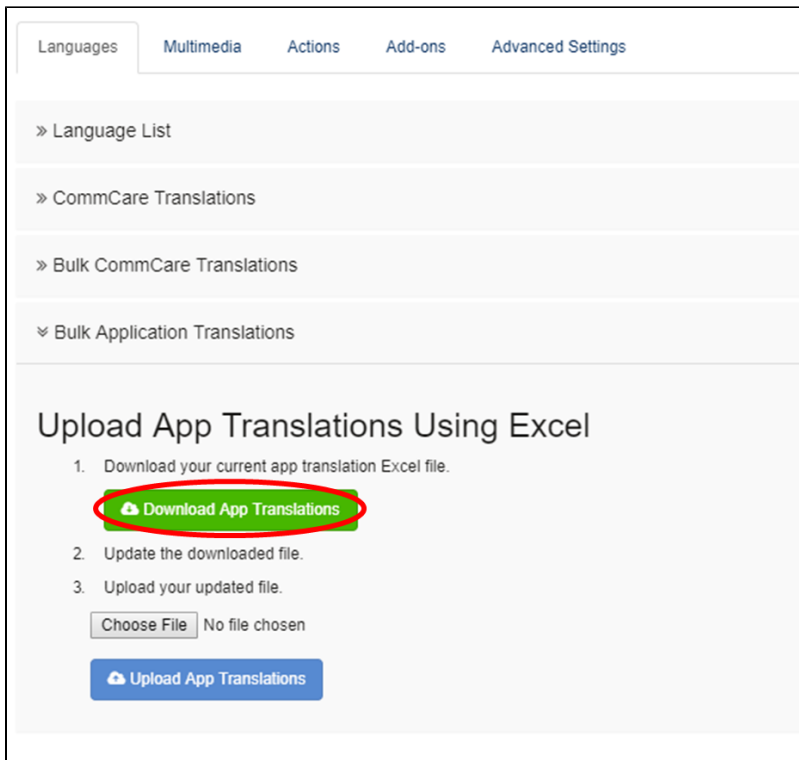 Languages Multimedia Actions Add-ons Advanced Settings
» Language List
» CommCare Translations
» Bulk CommCare Translations
Bulk Application Translations
Upload App Translations Using Excel
1. Download your current app translation Excel file.
Download App Translations
2. Update the downloaded file.
3. Upload your updated file.
Choose File No file chosen
Upload App Translations